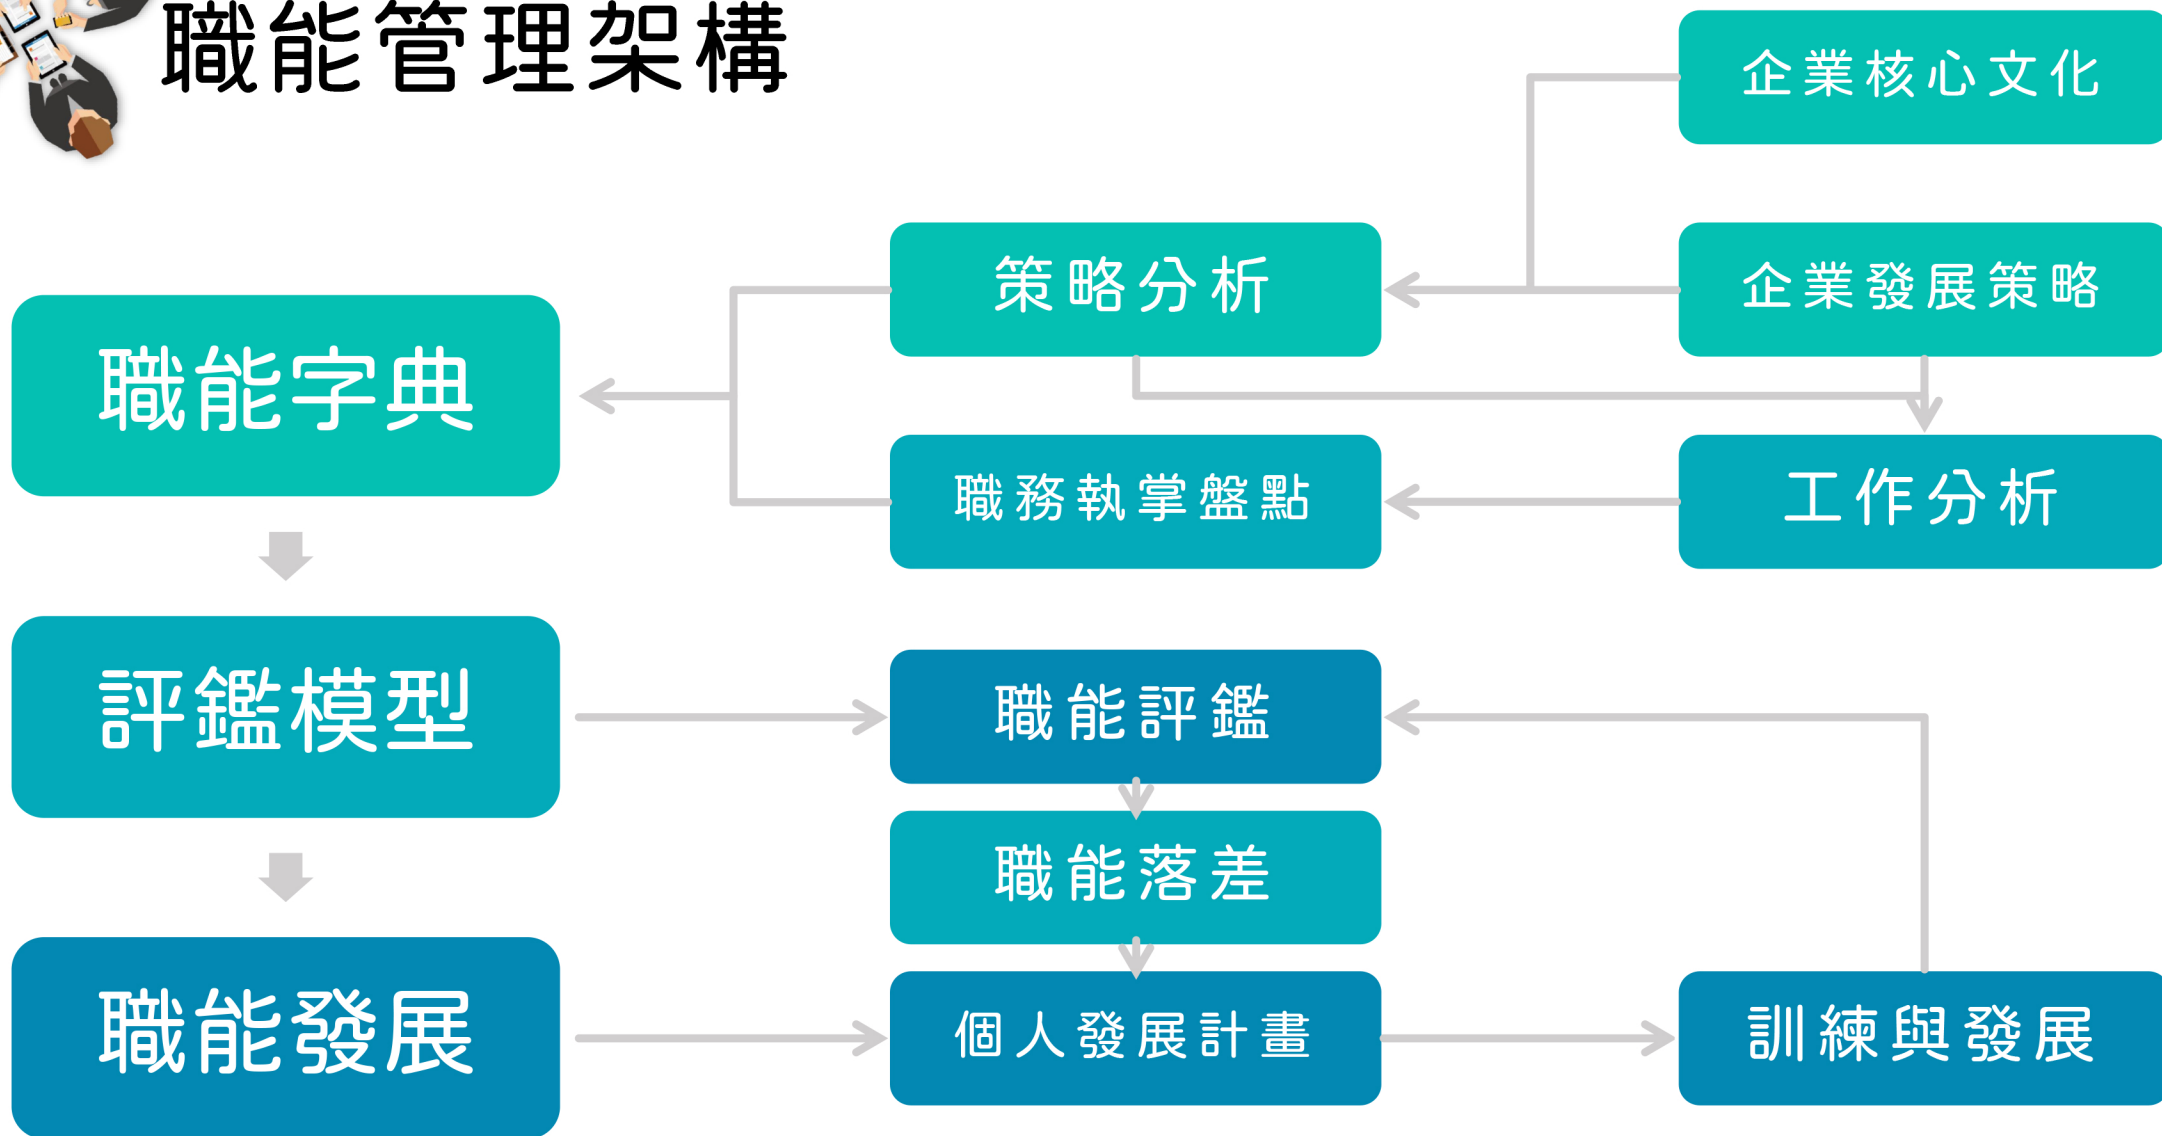 職能管理架構
企業核心文化
策略分析
企業發展策略
職能字典
職務執掌盤點
工作分析
評鑑模型
職能評鑑
職能落差
職能發展
個人發展計畫
訓練與發展